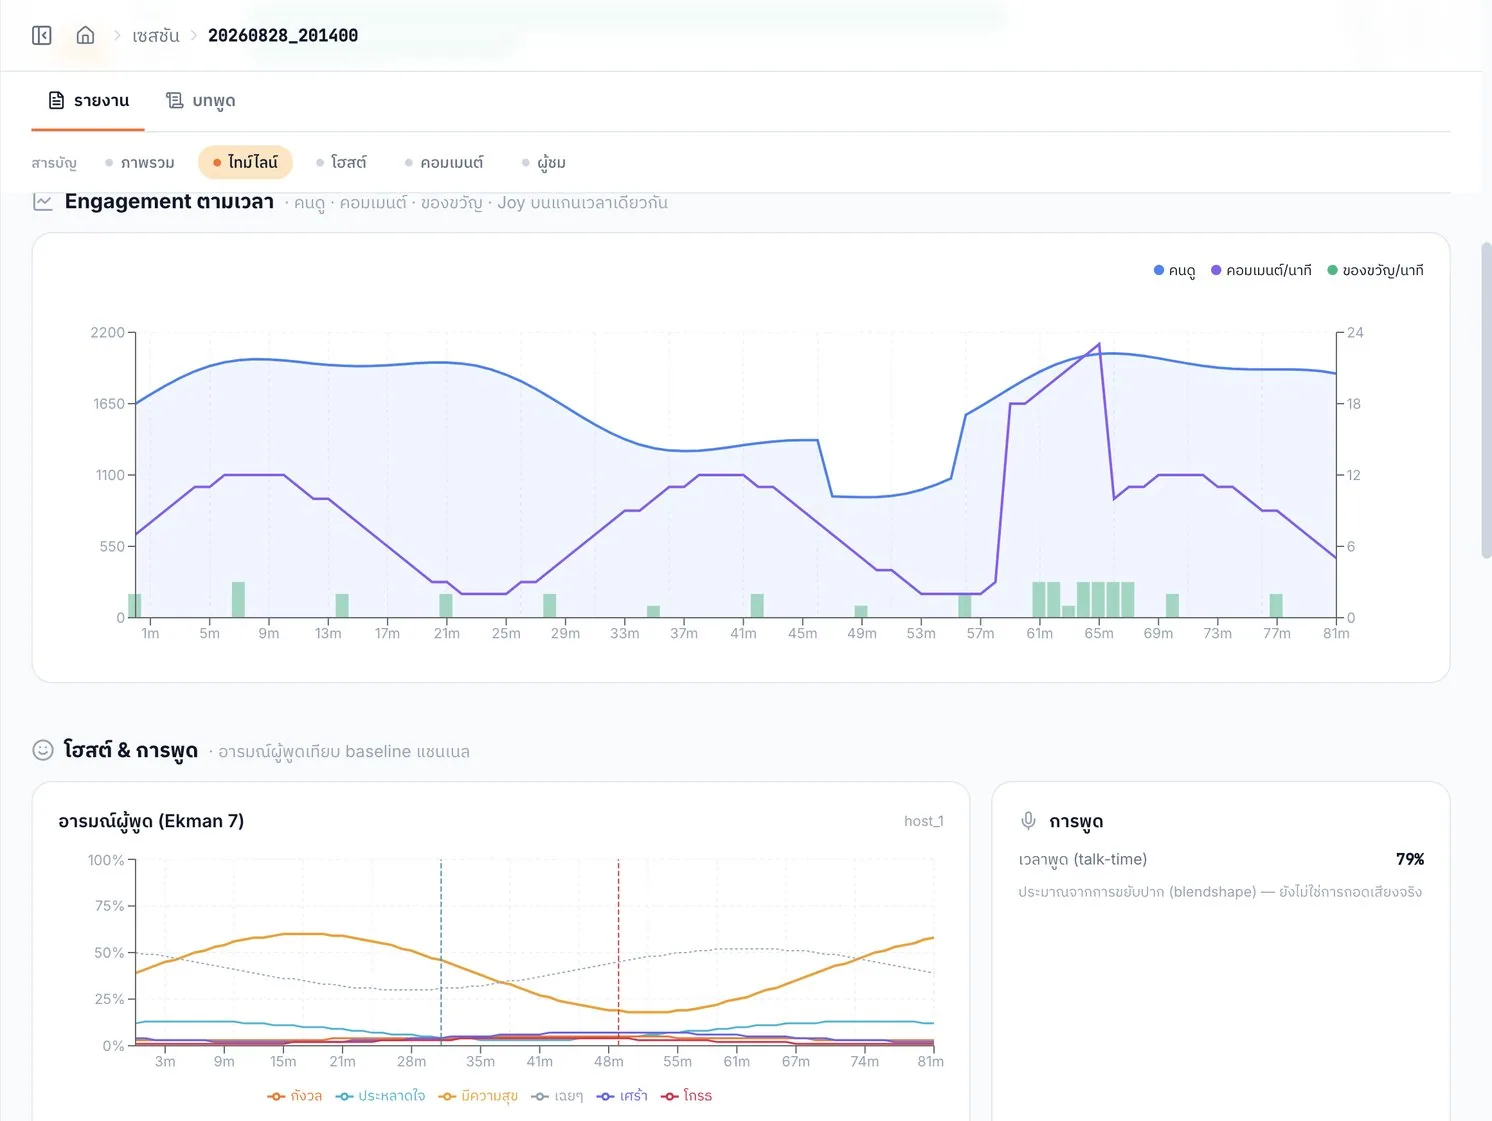 เซสชัน 20260828_201400
รายงาน บทพูด
สารบัญ ภาพรวม ไทม์ไลน์ โฮสต์ คอมเมนต์ ผู้ชม
Engagement ตามเวลา · คนดู · คอมเมนต์ · ของขวัญ · Joy บนแกนเวลาเดียวกัน
คนดู คอมเมนต์/นาที ของขวัญ/นาที
2200 24
1650 18
1100 12
550 6
0 0
1m 5m 9m 13m 17m 21m 25m 29m 33m 37m 41m 45m 49m 53m 57m 61m 65m 69m 73m 77m 81m
โฮสต์ & การพูด · อารมณ์ผู้พูดเทียบ baseline แชนเนล
อารมณ์ผู้พูด (Ekman 7) host_1
100%
75%
50%
25%
0%
3m 9m 15m 21m 28m 35m 41m 48m 55m 61m 67m 74m 81m
กังวล ประหลาดใจ มีความสุข เฉยๆ เศร้า โกรธ
การพูด
เวลาพูด (talk-time) 79%
ประมาณจากการขยับปาก (blendshape) — ยังไม่ใช่การถอดเสียงจริง